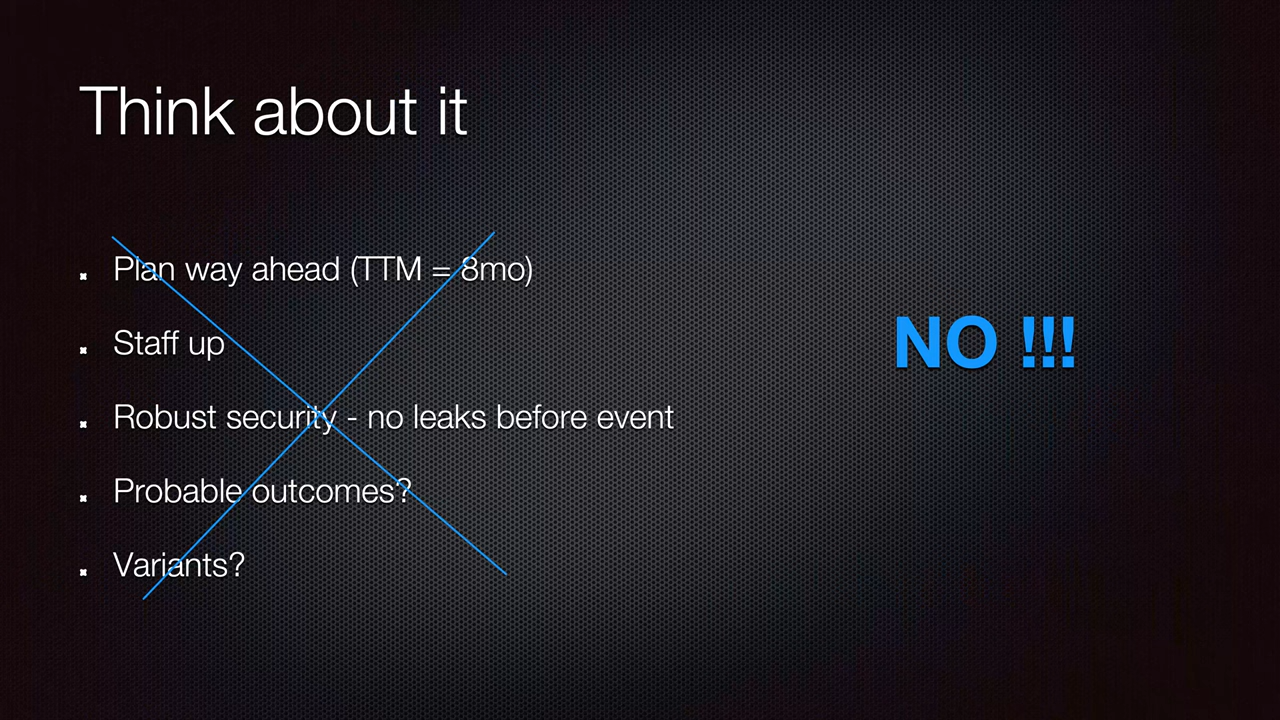 Think about it
Plan way ahead (TTM = 8mo)
Staff up
Robust security - no leaks before event
Probable outcomes?
Variants?
NO !!!